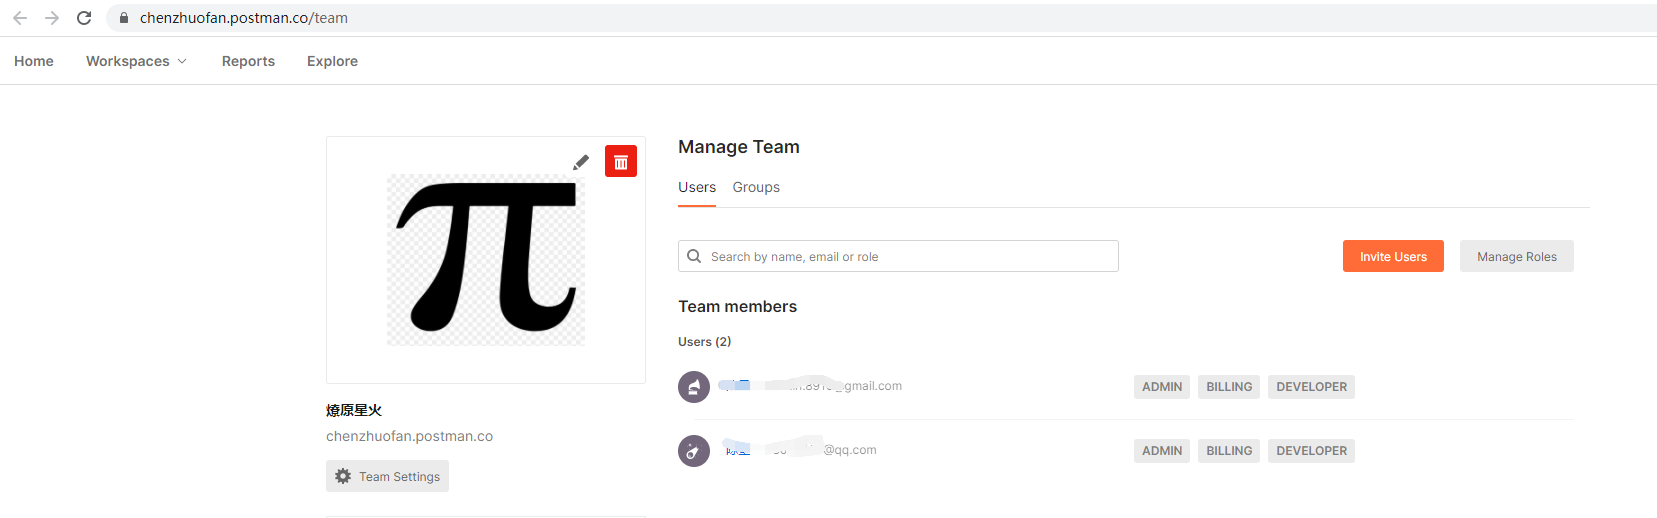 chenzhuofan.postman.co/team
Home Workspaces Reports Explore
π
燎原星火
chenzhuofan.postman.co
Team Settings
Manage Team
Users Groups
Search by name, email or role
Invite Users Manage Roles
Team members
Users (2)
gmail.com ADMIN BILLING DEVELOPER
@qq.com ADMIN BILLING DEVELOPER